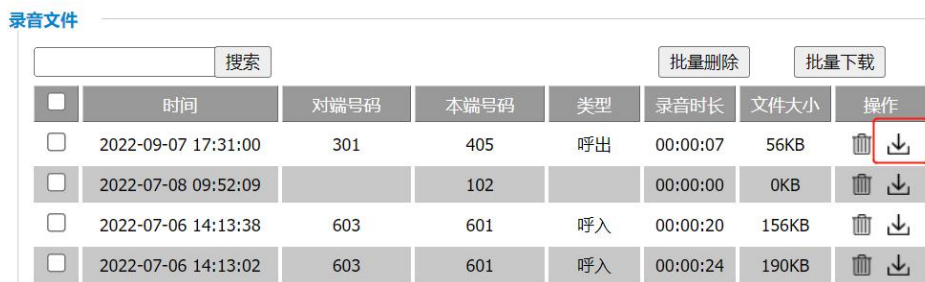 录音文件
搜索 批量删除 批量下载
时间 对端号码 本端号码 类型 录音时长 文件大小 操作
2022-09-07 17:31:00 301 405 呼出 00:00:07 56KB
2022-07-08 09:52:09 102 00:00:00 0KB
2022-07-06 14:13:38 603 601 呼入 00:00:20 156KB
2022-07-06 14:13:02 603 601 呼入 00:00:24 190KB